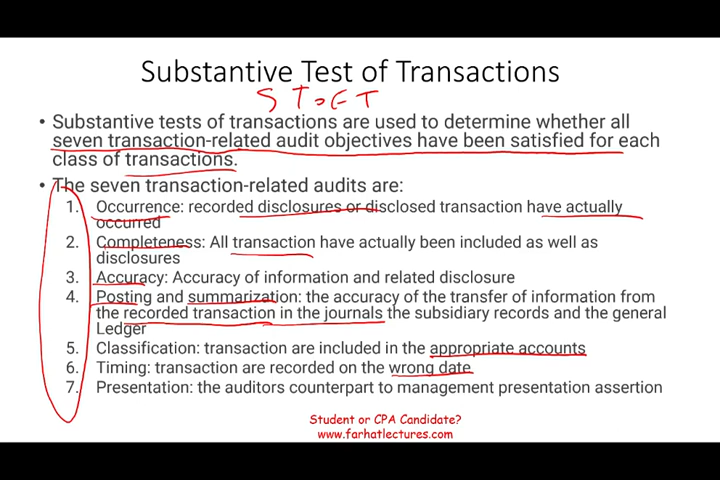 Substantive Test of Transactions
S T o F T
• Substantive tests of transactions are used to determine whether all
seven transaction-related audit objectives have been satisfied for each
class of transactions.
• The seven transaction-related audits are:
1. Occurrence: recorded disclosures or disclosed transaction have actually
occurred
2. Completeness: All transaction have actually been included as well as
disclosures
3. Accuracy: Accuracy of information and related disclosure
4. Posting and summarization: the accuracy of the transfer of information from
the recorded transaction in the journals the subsidiary records and the general
Ledger
5. Classification: transaction are included in the appropriate accounts
6. Timing: transaction are recorded on the wrong date
7. Presentation: the auditors counterpart to management presentation assertion
Student or CPA Candidate?
www.farhatlectures.com